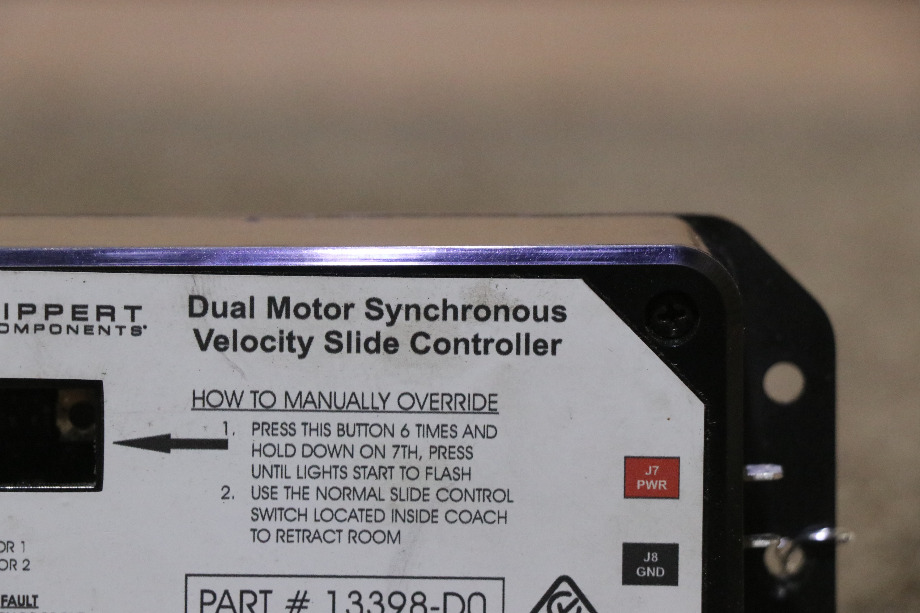 IPPERT
OMPONENTS
Dual Motor Synchronous
Velocity Slide Controller
HOW TO MANUALLY OVERRIDE
1. PRESS THIS BUTTON 6 TIMES AND
HOLD DOWN ON 7TH, PRESS
UNTIL LIGHTS START TO FLASH
2. USE THE NORMAL SLIDE CONTROL
SWITCH LOCATED INSIDE COACH
TO RETRACT ROOM
J7
PWR
J8
GND
OR 1
OR 2
FAULT
PART # 13398-D0